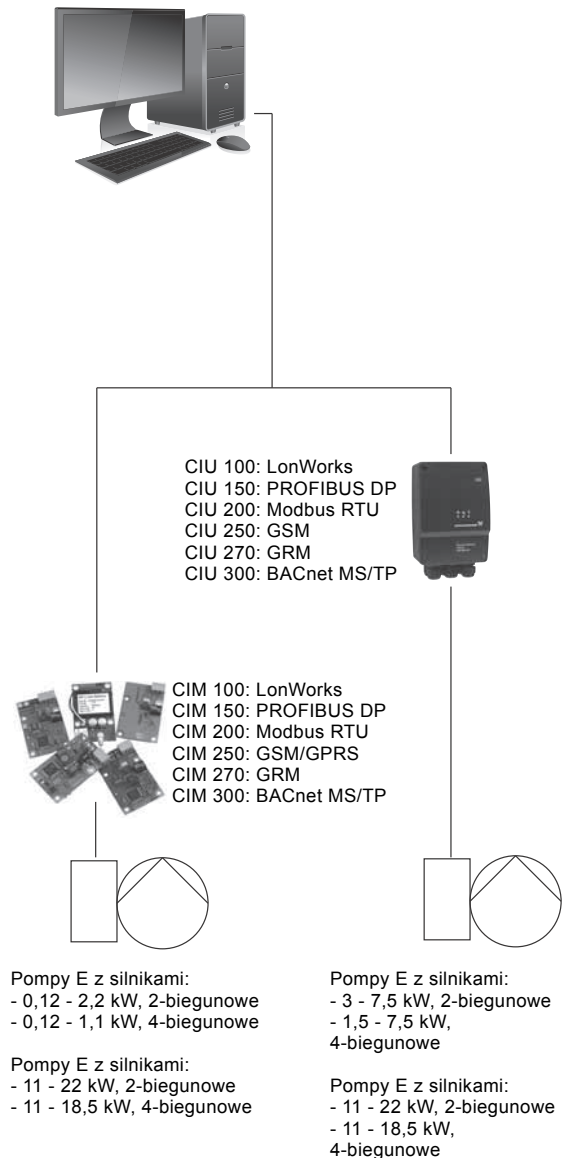 CIU 100: LonWorks
CIU 150: PROFIBUS DP
CIU 200: Modbus RTU
CIU 250: GSM
CIU 270: GRM
CIU 300: BACnet MS/TP
CIM 100: LonWorks
CIM 150: PROFIBUS DP
CIM 200: Modbus RTU
CIM 250: GSM/GPRS
CIM 270: GRM
CIM 300: BACnet MS/TP
Pompy E z silnikami:
- 0,12 - 2,2 kW, 2-biegunowe
- 0,12 - 1,1 kW, 4-biegunowe
Pompy E z silnikami:
- 11 - 22 kW, 2-biegunowe
- 11 - 18,5 kW, 4-biegunowe
Pompy E z silnikami:
- 3 - 7,5 kW, 2-biegunowe
- 1,5 - 7,5 kW,
4-biegunowe
Pompy E z silnikami:
- 11 - 22 kW, 2-biegunowe
- 11 - 18,5 kW,
4-biegunowe